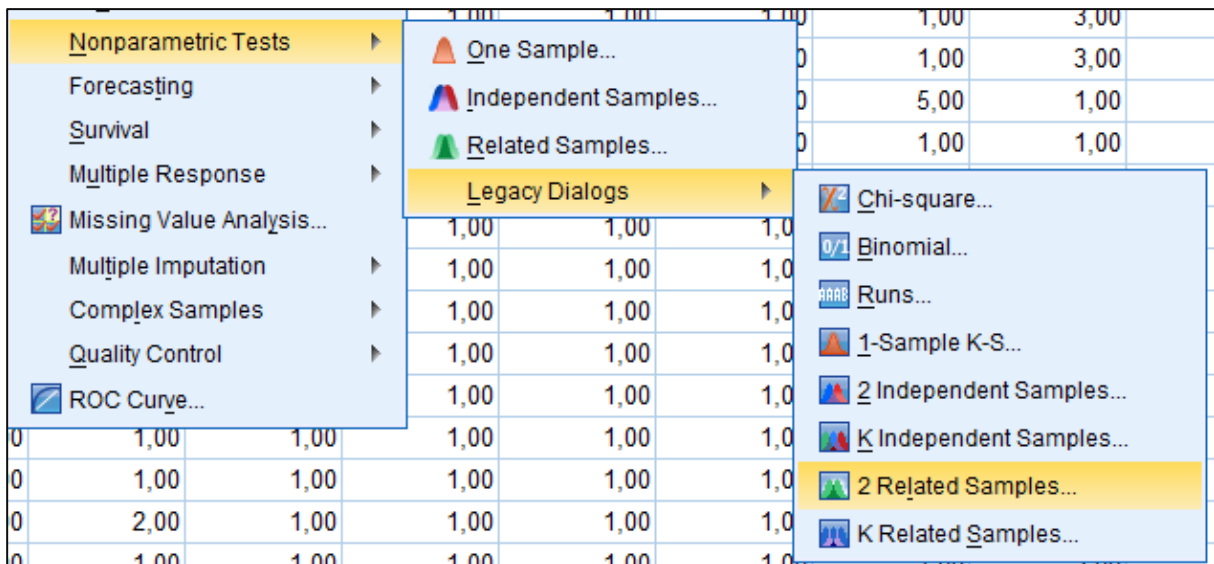 Nonparametric Tests
Forecasting
Survival
Multiple Response
Missing Value Analysis...
Multiple Imputation
Complex Samples
Quality Control
ROC Curve...
One Sample...
Independent Samples...
Related Samples...
Legacy Dialogs
Chi-square...
0/1 Binomial...
AAAB Runs...
1-Sample K-S...
2 Independent Samples...
K Independent Samples...
2 Related Samples...
K Related Samples...
1,00 3,00
1,00 3,00
5,00 1,00
1,00 1,00
1,00 1,00
1,00 1,00
1,00 1,00
1,00 1,00
1,00 1,00
1,00 1,00 1,00 1,00
1,00 1,00 1,00 1,00
2,00 1,00 1,00 1,00
1,00 1,00 1,00 1,00